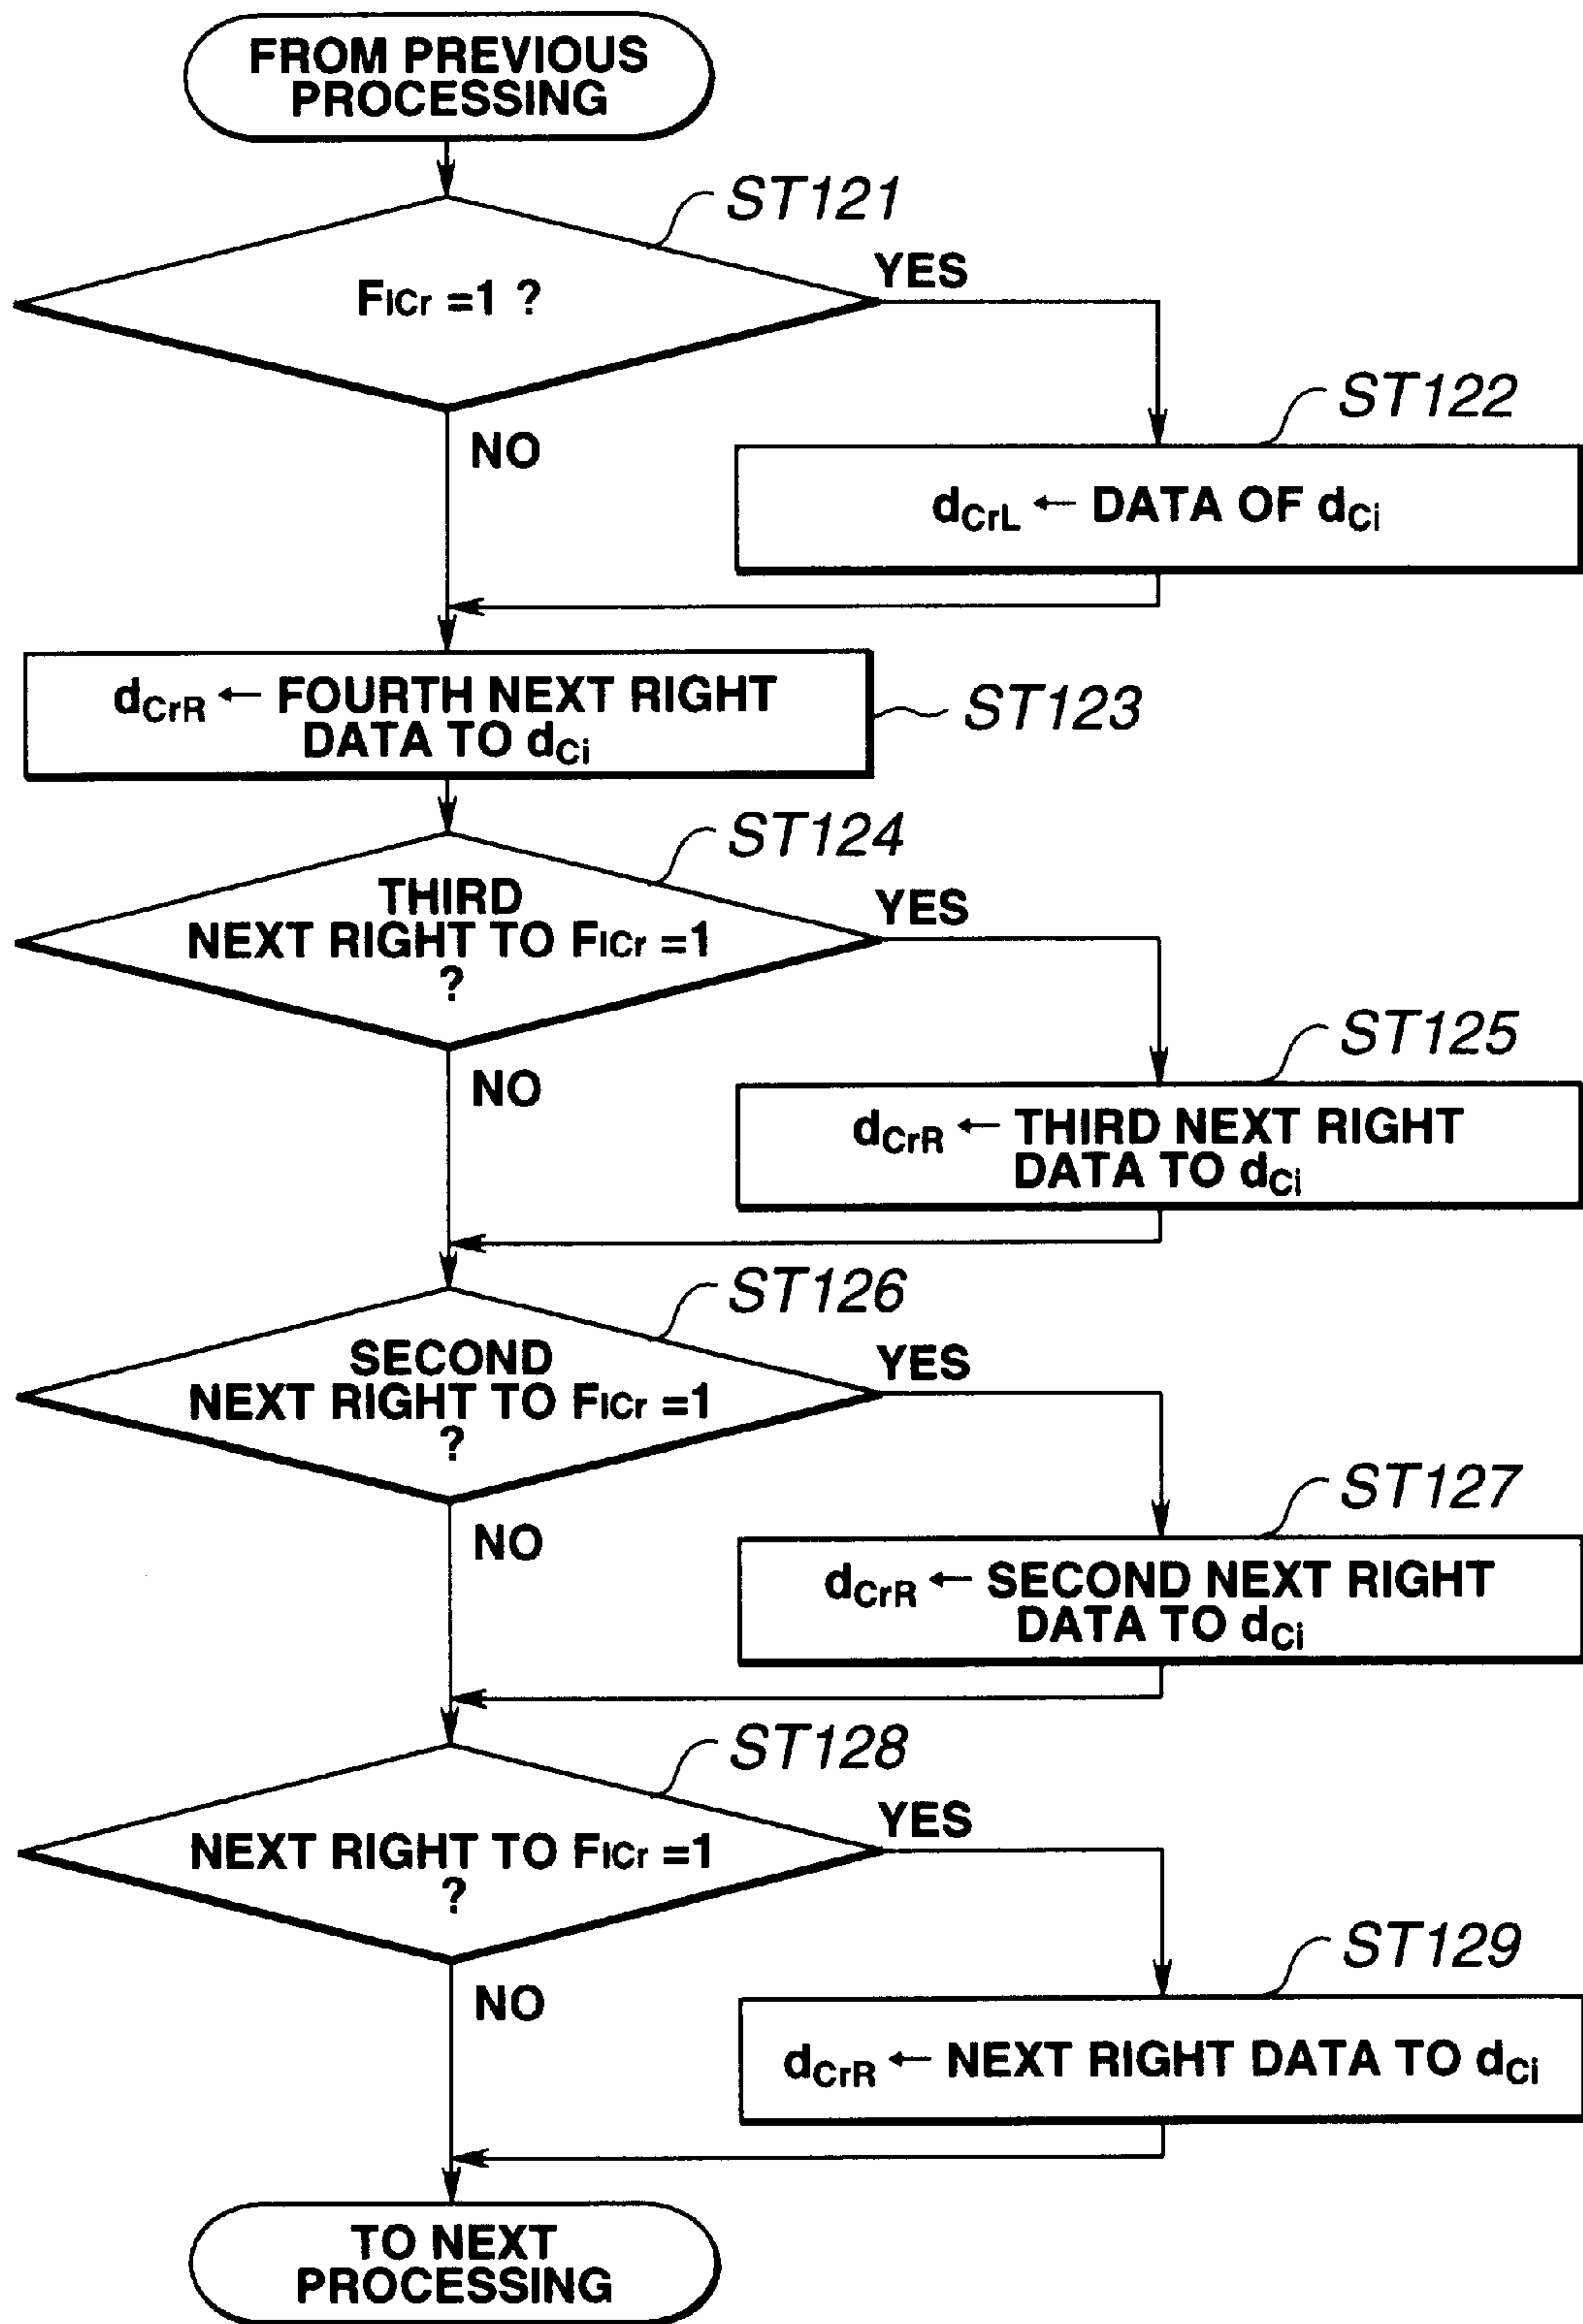 FROM PREVIOUS
PROCESSING
ST121
FICr =1 ?
YES
NO
ST122
dCrL ← DATA OF dCi
dCrR ← FOURTH NEXT RIGHT
DATA TO dCi
ST123
ST124
THIRD
NEXT RIGHT TO FICr =1
?
YES
NO
ST125
dCrR ← THIRD NEXT RIGHT
DATA TO dCi
ST126
SECOND
NEXT RIGHT TO FICr =1
?
YES
NO
ST127
dCrR ← SECOND NEXT RIGHT
DATA TO dCi
ST128
NEXT RIGHT TO FICr =1
?
YES
NO
ST129
dCrR ← NEXT RIGHT DATA TO dCi
TO NEXT
PROCESSING